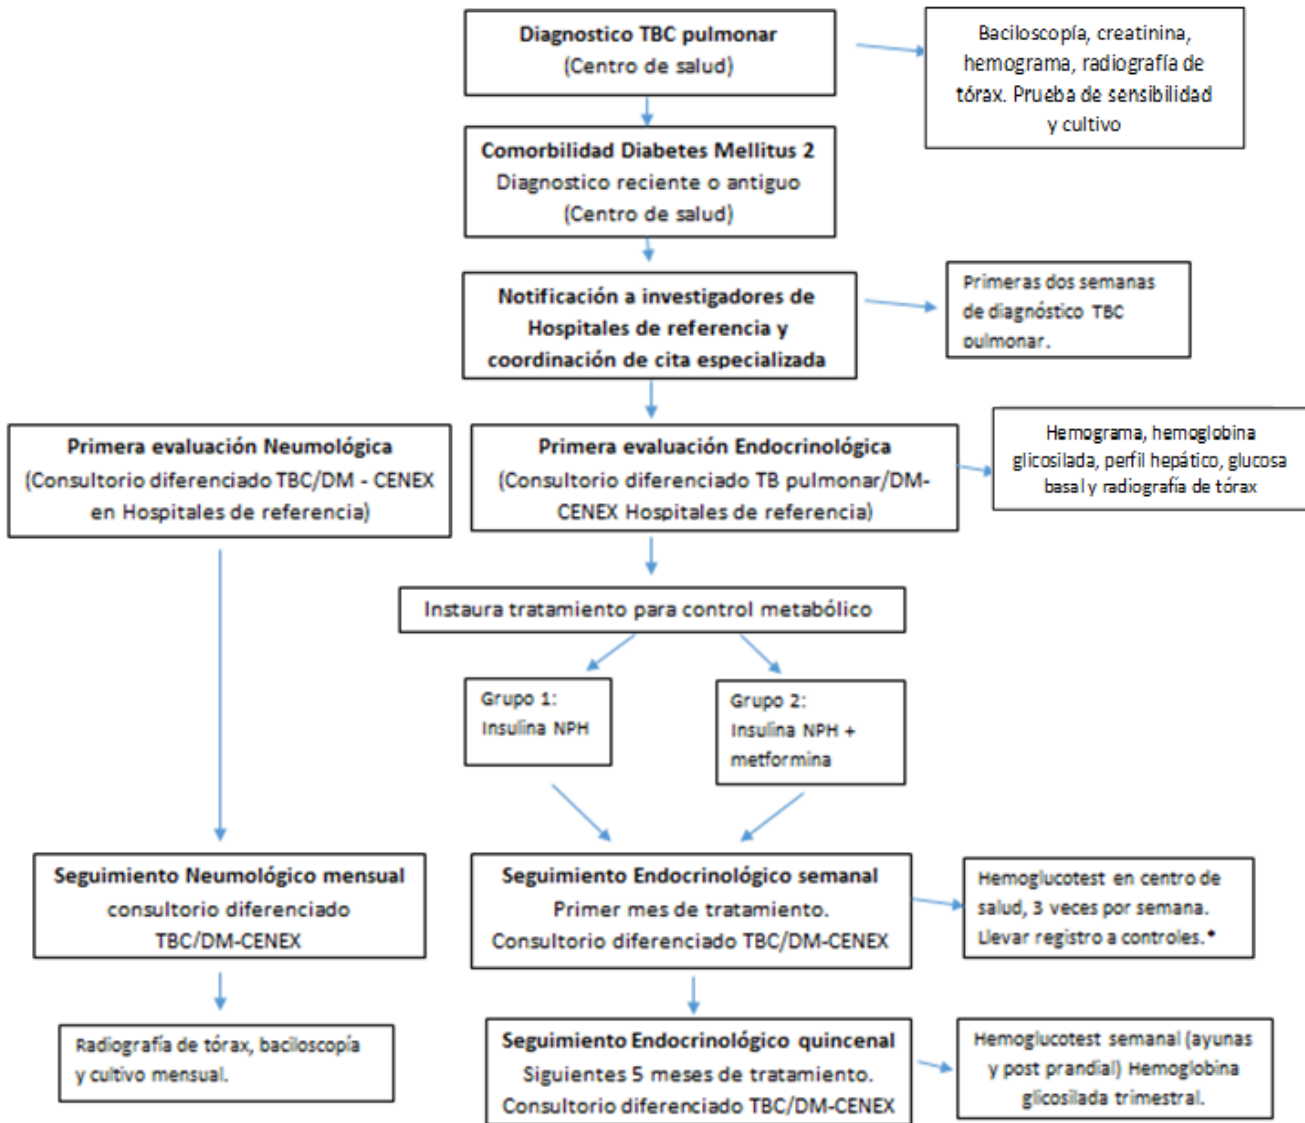 Diagnostico TBC pulmonar
(Centro de salud)
Baciloscopía, creatinina,
hemograma, radiografía de
tórax. Prueba de sensibilidad
y cultivo
Comorbilidad Diabetes Mellitus 2
Diagnostico reciente o antiguo
(Centro de salud)
Notificación a investigadores de
Hospitales de referencia y
coordinación de cita especializada
Primeras dos semanas
de diagnóstico TBC
pulmonar.
Primera evaluación Neumológica
(Consultorio diferenciado TBC/DM - CENEX
en Hospitales de referencia)
Primera evaluación Endocrinológica
(Consultorio diferenciado TB pulmonar/DM-
CENEX Hospitales de referencia)
Hemograma, hemoglobina
glicosilada, perfil hepático, glucosa
basal y radiografía de tórax
Instaura tratamiento para control metabólico
Grupo 1:
Insulina NPH
Grupo 2:
Insulina NPH +
metformina
Seguimiento Neumológico mensual
consultorio diferenciado
TBC/DM-CENEX
Seguimiento Endocrinológico semanal
Primer mes de tratamiento.
Consultorio diferenciado TBC/DM-CENEX
Hemoglucotest en centro de
salud, 3 veces por semana.
Llevar registro a controles.*
Radiografía de tórax, baciloscopía
y cultivo mensual.
Seguimiento Endocrinológico quincenal
Siguientes 5 meses de tratamiento.
Consultorio diferenciado TBC/DM-CENEX
Hemoglucotest semanal (ayunas
y post prandial) Hemoglobina
glicosilada trimestral.